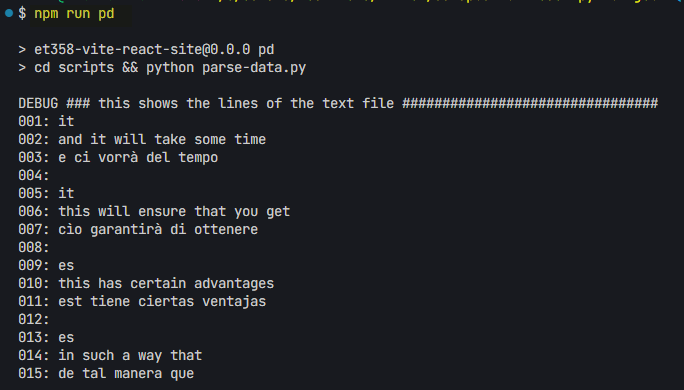 $ npm run pd
> et358-vite-react-site@0.0.0 pd
> cd scripts && python parse-data.py
DEBUG ### this shows the lines of the text file ################################
001: it
002: and it will take some time
003: e ci vorrà del tempo
004:
005: it
006: this will ensure that you get
007: cìo garantirà di ottenere
008:
009: es
010: this has certain advantages
011: est tiene ciertas ventajas
012:
013: es
014: in such a way that
015: de tal manera que